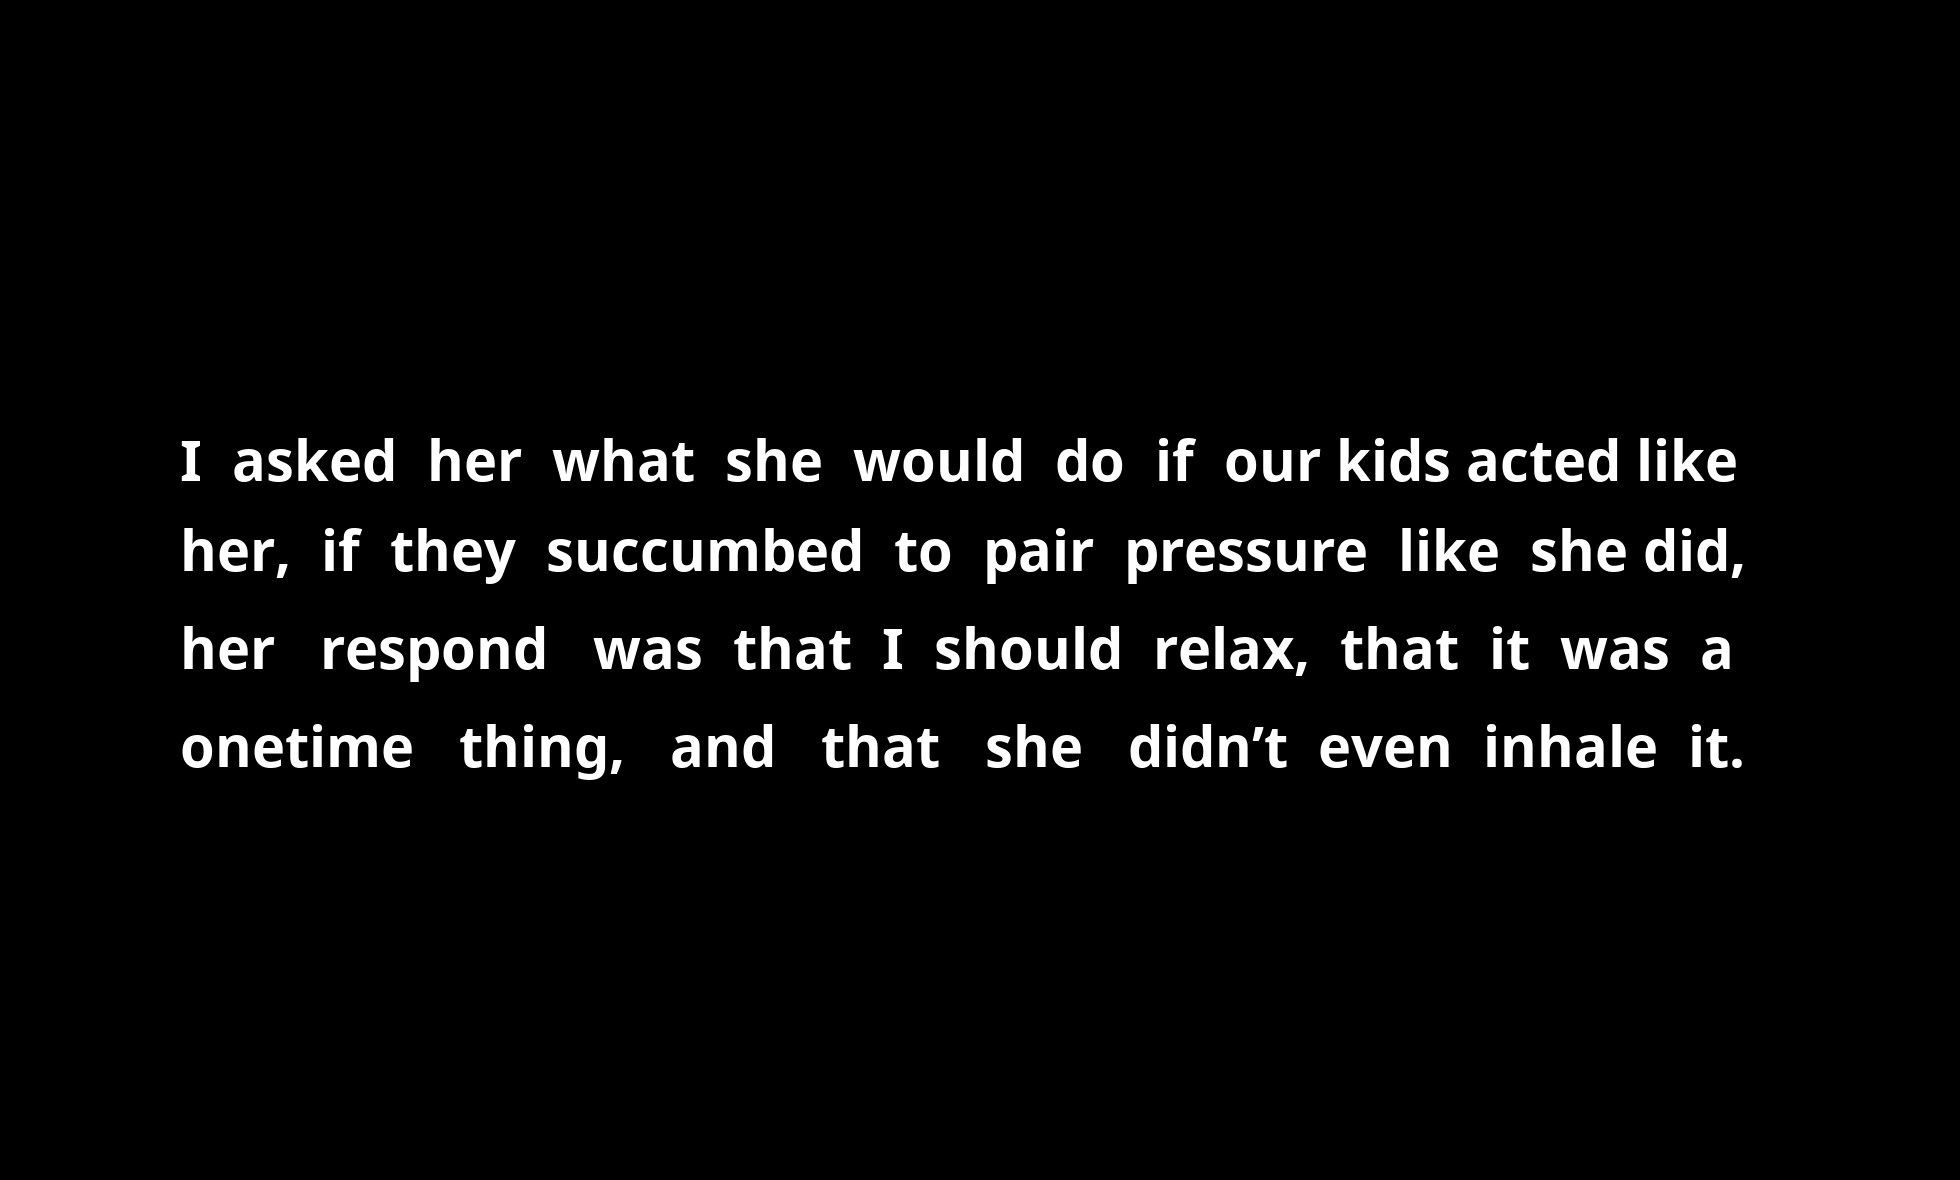 I asked her what she would do if our kids acted like
her, if they succumbed to pair pressure like she did,
her respond was that I should relax, that it was a
onetime thing, and that she didn’t even inhale it.